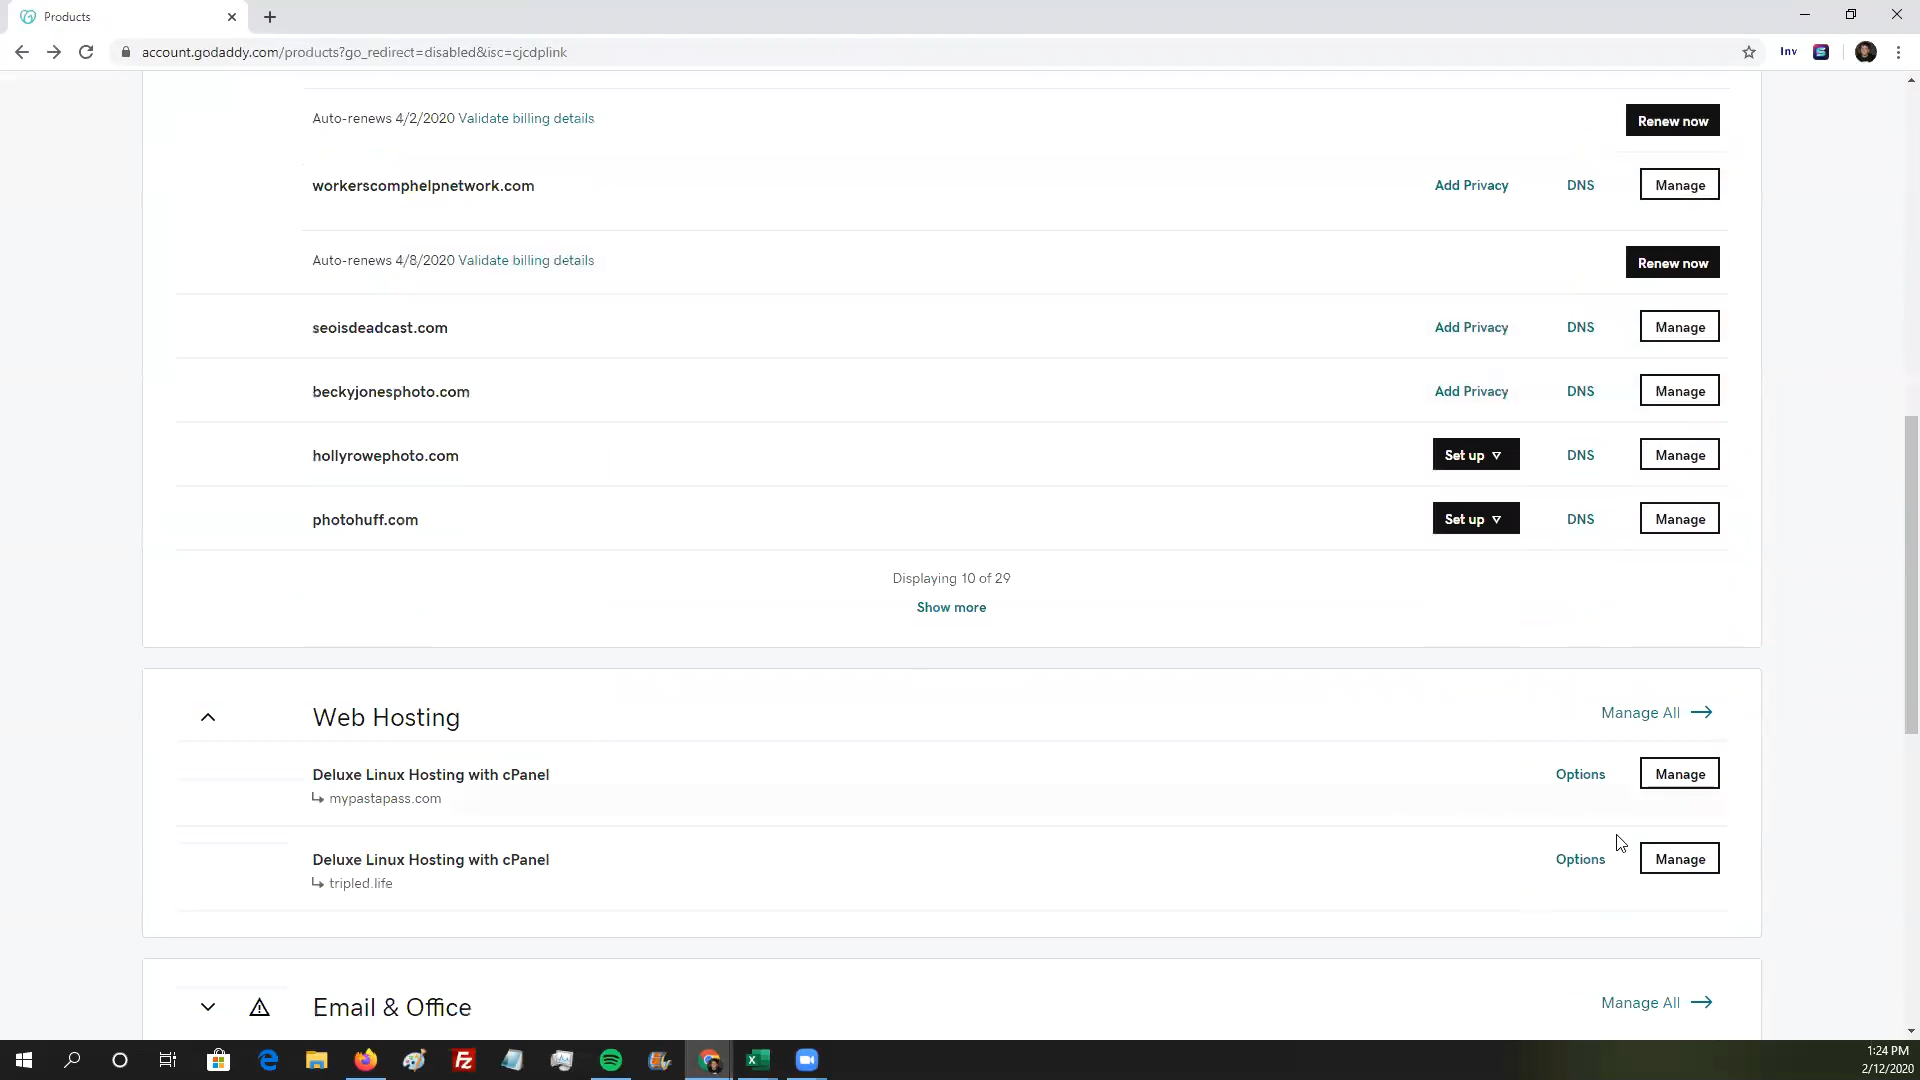 Products
account.godaddy.com/products?go_redirect=disabled&isc=cjcdplink
Inv
Auto-renews 4/2/2020 Validate billing details
Renew now
workerscomphelpnetwork.com
Add Privacy
DNS
Manage
Auto-renews 4/8/2020 Validate billing details
Renew now
seoisdeadcast.com
Add Privacy
DNS
Manage
beckyjonesphoto.com
Add Privacy
DNS
Manage
hollyrowephoto.com
Set up
DNS
Manage
photohuff.com
Set up
DNS
Manage
Displaying 10 of 29
Show more
Web Hosting
Manage All
Deluxe Linux Hosting with cPanel
Options
Manage
mypastapass.com
Deluxe Linux Hosting with cPanel
Options
Manage
tripled.life
Email & Office
Manage All
1:24 PM
2/12/2020